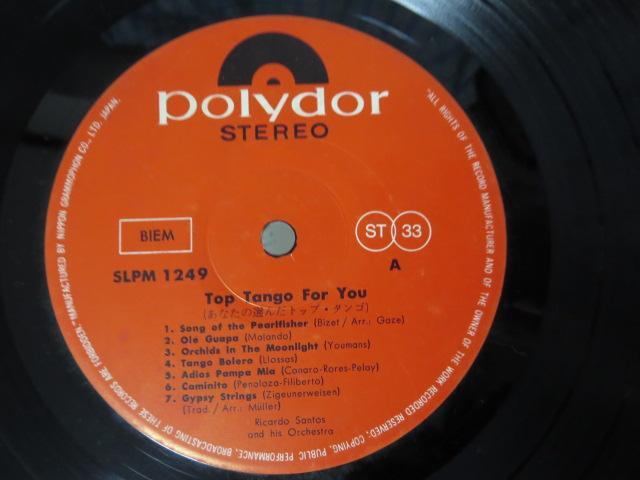 polydor
STEREO
BIEM
ST 33
SLPM 1249
A
Top Tango For You
(あなたの選んだトップ・タンゴ)
1. Song of the Pearlfisher (Bizet / Arr.: Gaze)
2. Ole Guapa (Malando)
3. Orchids in The Moonlight (Youmans)
4. Tango Bolero (Llossas)
5. Adios Pampa Mia (Canaro-Rores-Pelay)
6. Caminito (Penoloza-Filiberto)
7. Gypsy Strings (Zigeunerweisen)
(Trad. / Arr.: Müller)
Ricardo Santos
and his Orchestra
"ALL RIGHTS OF THE RECORD MANUFACTURER AND OF THE OWNER OF THE WORK RECORDED RESERVED. COPYING, PUBLIC PERFORMANCE, BROADCASTING OF THESE RECORDS ARE FORBIDDEN." MANUFACTURED BY NIPPON GRAMMOPHON CO., LTD. JAPAN.